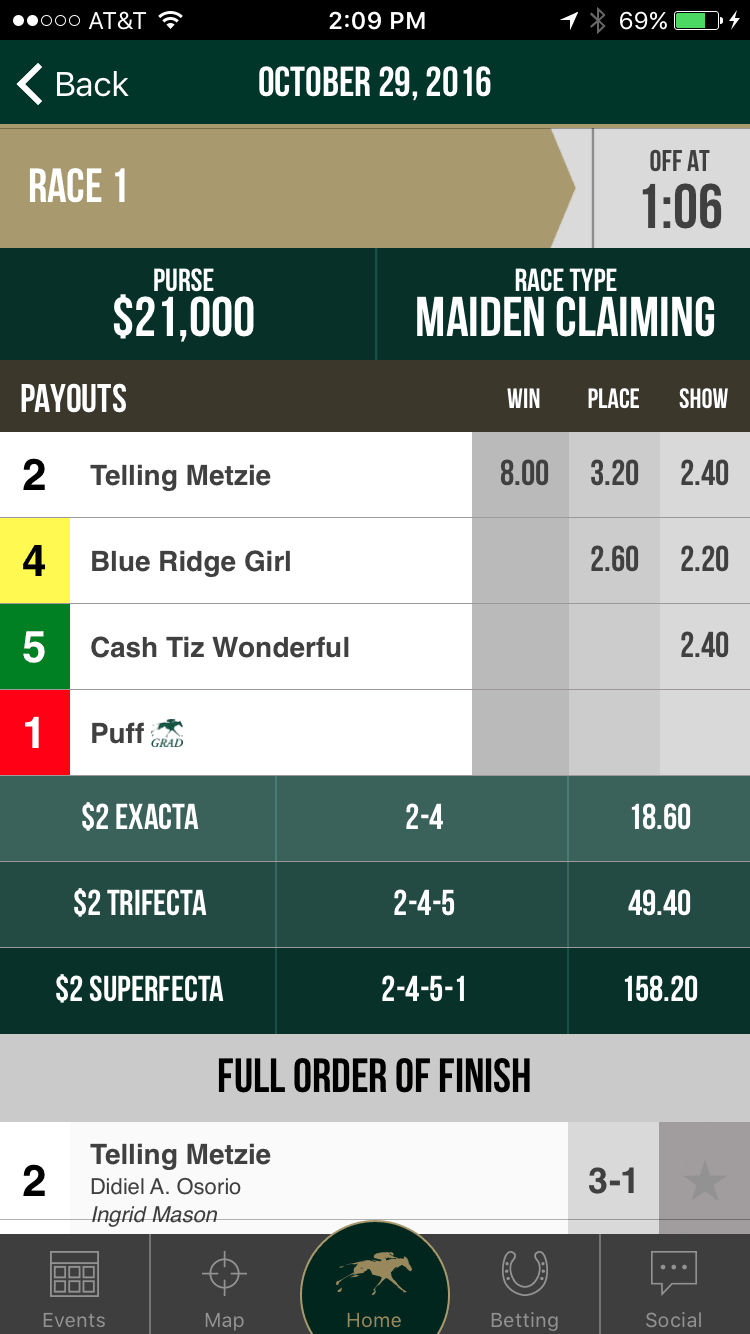 AT&T 2:09 PM 69%
Back OCTOBER 29, 2016
RACE 1
OFF AT
1:06
PURSE
$21,000
RACE TYPE
MAIDEN CLAIMING
PAYOUTS WIN PLACE SHOW
2 Telling Metzie 8.00 3.20 2.40
4 Blue Ridge Girl 2.60 2.20
5 Cash Tiz Wonderful 2.40
1 Puff GRAD
$2 EXACTA 2-4 18.60
$2 TRIFECTA 2-4-5 49.40
$2 SUPERFECTA 2-4-5-1 158.20
FULL ORDER OF FINISH
2 Telling Metzie 3-1
Didiel A. Osorio
Ingrid Mason
Events Map Home Betting Social